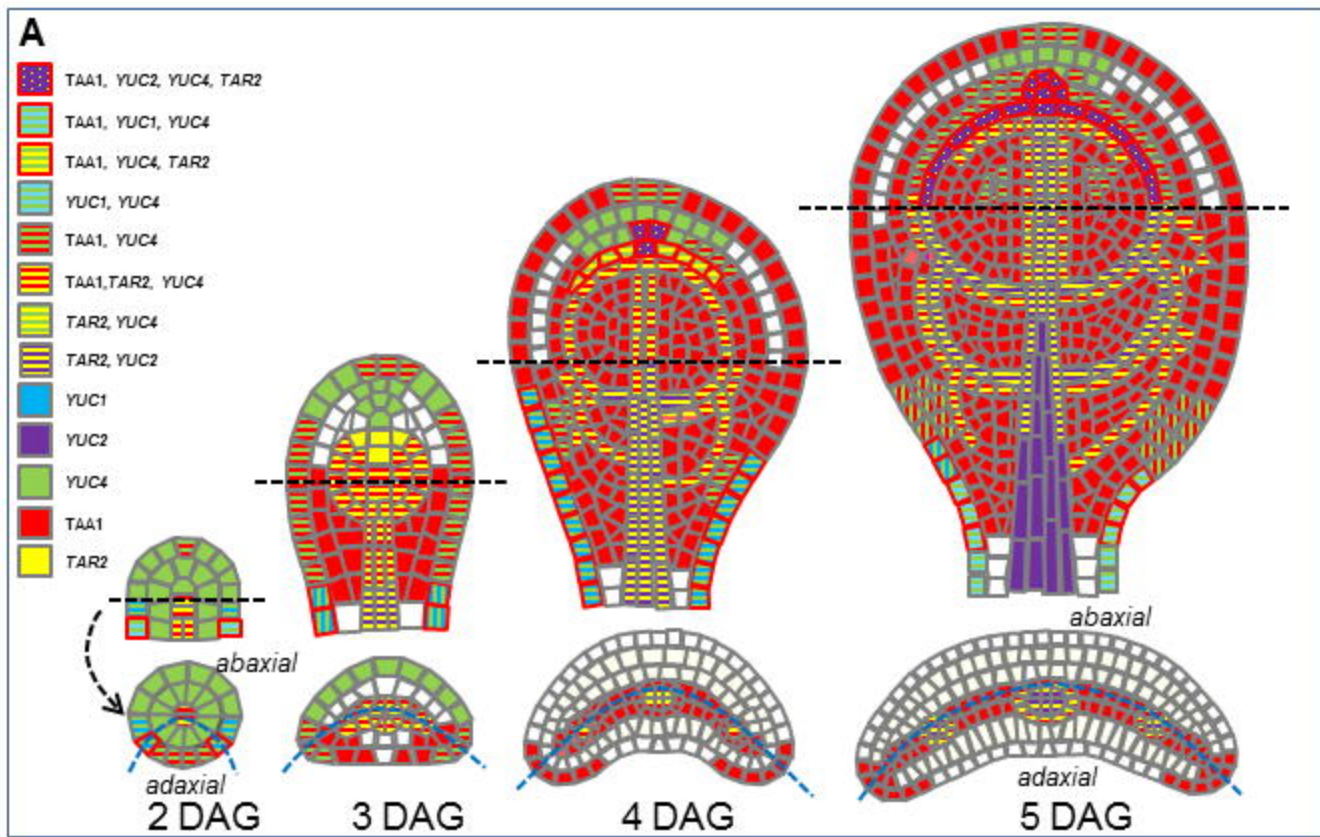 A
TAA1, YUC2, YUC4, TAR2
TAA1, YUC1, YUC4
TAA1, YUC4, TAR2
YUC1, YUC4
TAA1, YUC4
TAA1,TAR2, YUC4
TAR2, YUC4
TAR2, YUC2
YUC1
YUC2
YUC4
TAA1
TAR2
abaxial
abaxial
adaxial
adaxial
2 DAG
3 DAG
4 DAG
5 DAG